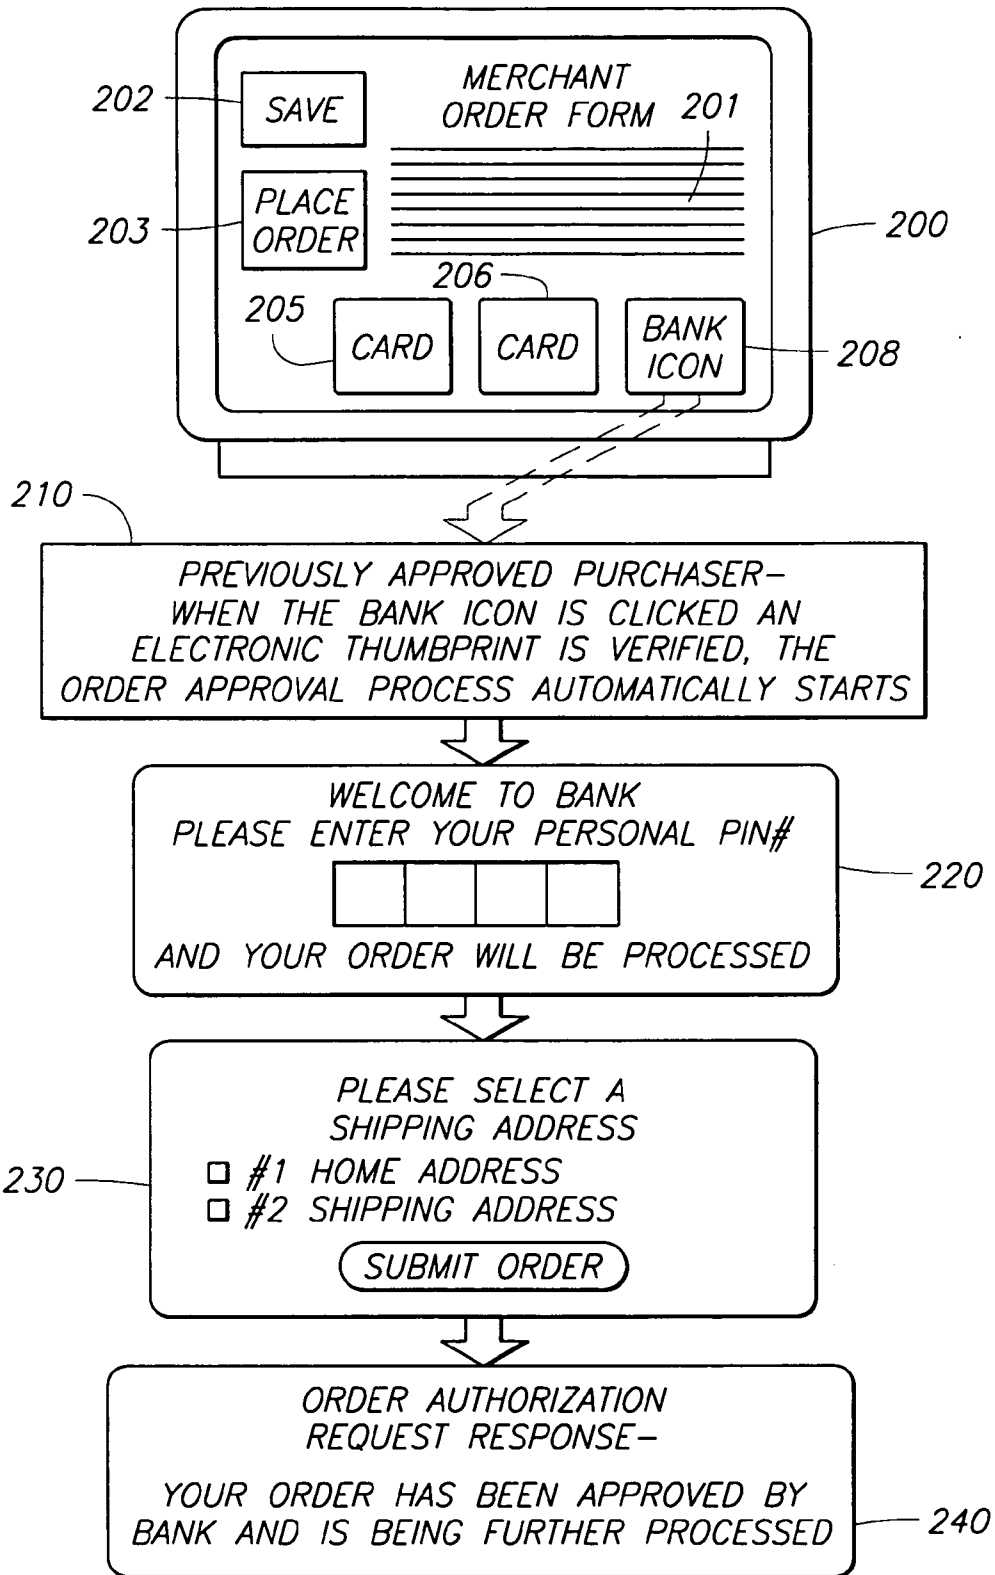 MERCHANT
ORDER FORM
201
202
SAVE
203
PLACE
ORDER
200
205
CARD
206
CARD
BANK
ICON
208
210
PREVIOUSLY APPROVED PURCHASER–
WHEN THE BANK ICON IS CLICKED AN
ELECTRONIC THUMBPRINT IS VERIFIED, THE
ORDER APPROVAL PROCESS AUTOMATICALLY STARTS
WELCOME TO BANK
PLEASE ENTER YOUR PERSONAL PIN#
220
AND YOUR ORDER WILL BE PROCESSED
PLEASE SELECT A
SHIPPING ADDRESS
230
#1 HOME ADDRESS
#2 SHIPPING ADDRESS
SUBMIT ORDER
ORDER AUTHORIZATION
REQUEST RESPONSE–
YOUR ORDER HAS BEEN APPROVED BY
BANK AND IS BEING FURTHER PROCESSED
240